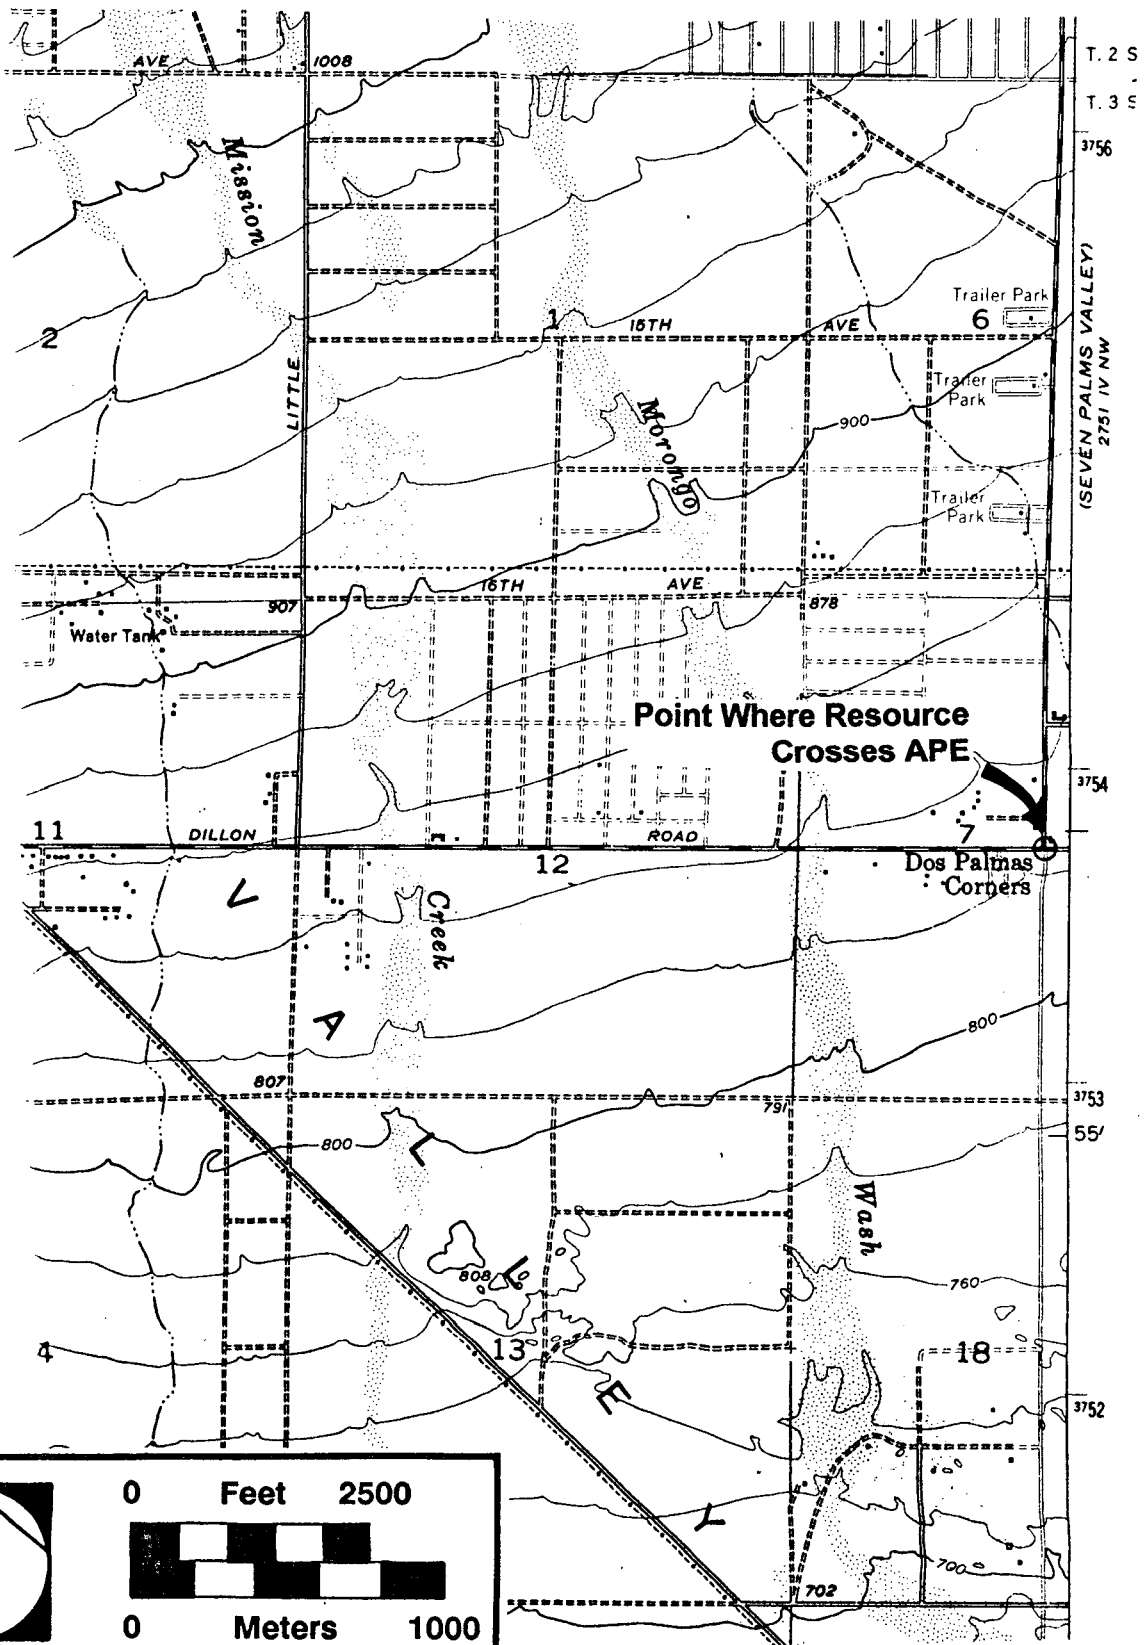 T. 2 S
AVE
1008
T. 3 S
3756
Mission
(SEVEN PALMS VALLEY)
2751 IV NW
Trailer Park
2
1
15TH
AVE
6
LITTLE
Trailer
Park
Morongo
900
Trailer
Park
16TH
AVE
907
878
Water Tank
Point Where Resource
Crosses APE
3754
11
DILLON
ROAD
7
12
Dos Palmas
Corners
V
Creek
A
800
807
791
3753
55'
800
L
Wash
808
L
760
4
13
18
E
3752
0 Feet 2500
Y
700
702
0 Meters 1000